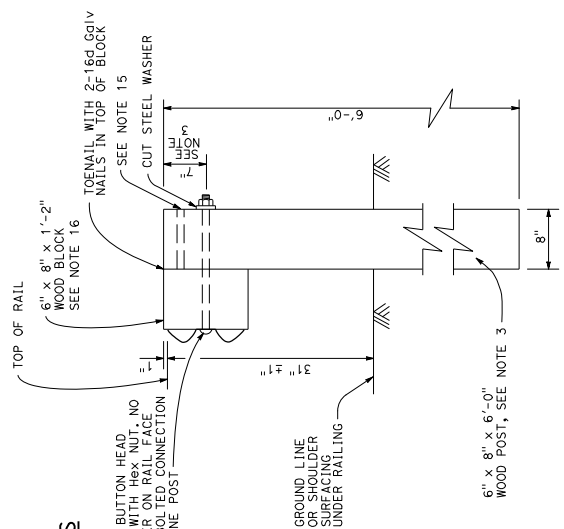 TOP OF RAIL
6" x 8" x 1'-2"
WOOD BLOCK
SEE NOTE 16
TOENAIL WITH 2-16d Galv
NAILS IN TOP OF BLOCK
SEE NOTE 15
CUT STEEL WASHER
1"
7"
SEE
NOTE
3
6'-0"
BUTTON HEAD
WITH Hex NUT. NO
ER ON RAIL FACE
BOLTED CONNECTION
NE POST
31" ±1"
GROUND LINE
OR SHOULDER
SURFACING
UNDER RAILING
8"
6" x 8" x 6'-0"
WOOD POST, SEE NOTE 3